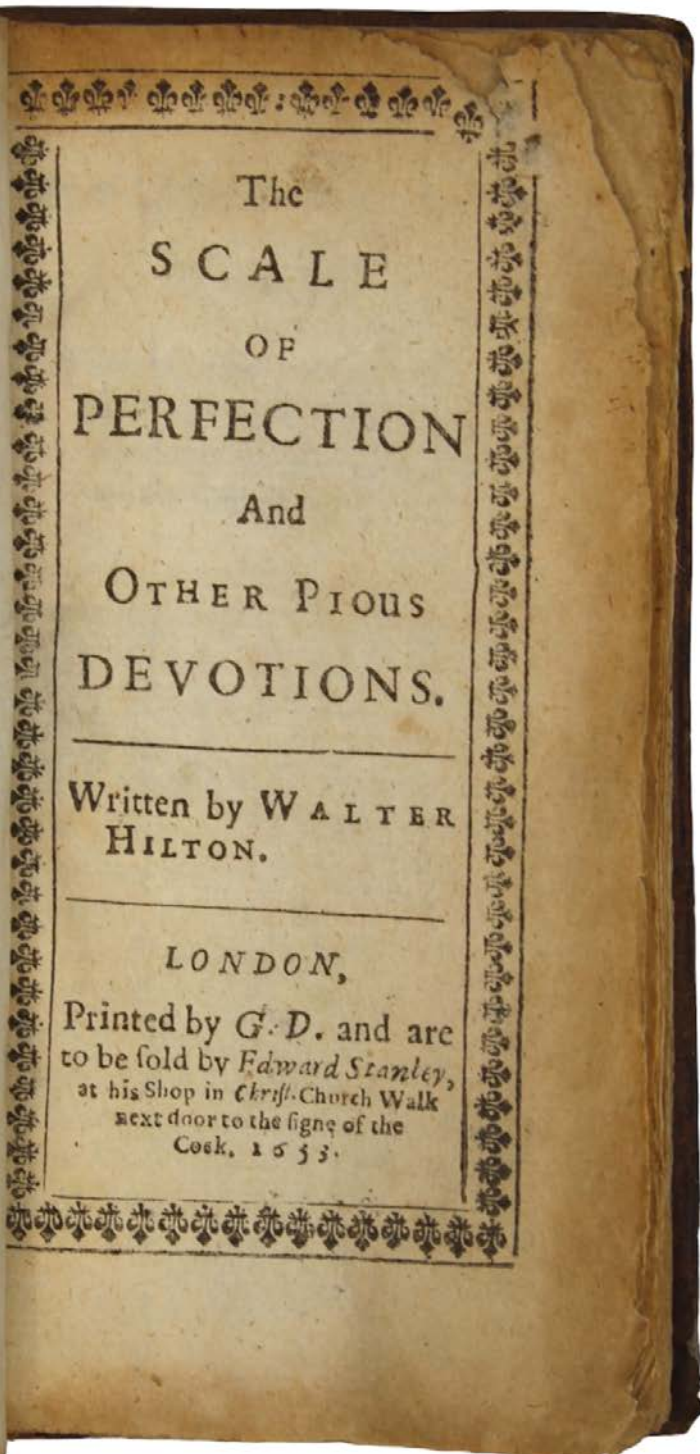 The
SCALE
OF
PERFECTION
And
OTHER PIOUS
DEVOTIONS.
Written by WALTER
HILTON.
LONDON,
Printed by G. D. and are
to be ſold by Edward Stanley,
at his Shop in Chriſt-Church Walk
next door to the ſigne of the
Cock. 1653.